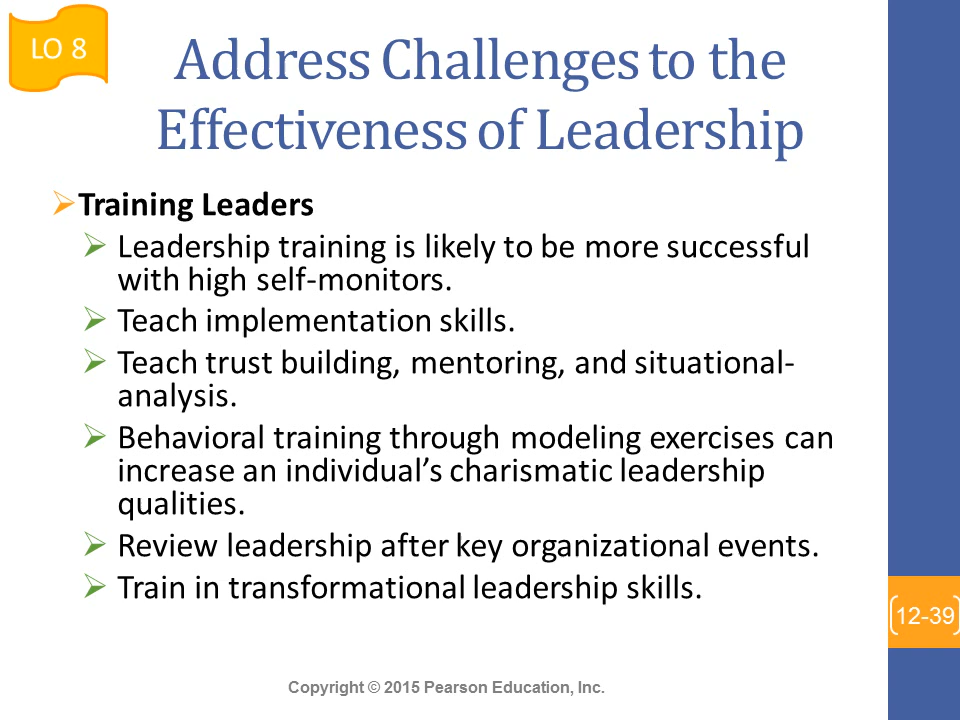 LO 8
Address Challenges to the
Effectiveness of Leadership
Training Leaders
Leadership training is likely to be more successful
with high self-monitors.
Teach implementation skills.
Teach trust building, mentoring, and situational-
analysis.
Behavioral training through modeling exercises can
increase an individual’s charismatic leadership
qualities.
Review leadership after key organizational events.
Train in transformational leadership skills.
12-39
Copyright © 2015 Pearson Education, Inc.